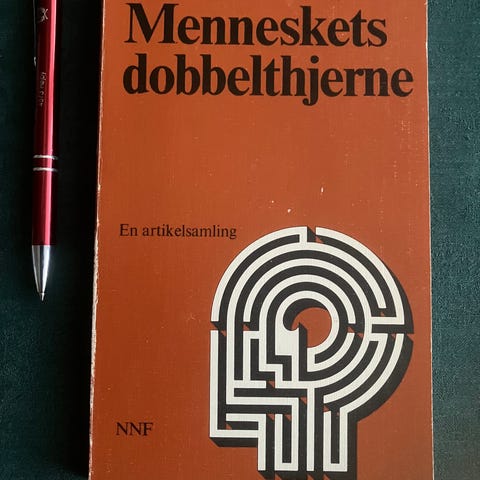 Menneskets
dobbelthjerne
En artikelsamling
NNF